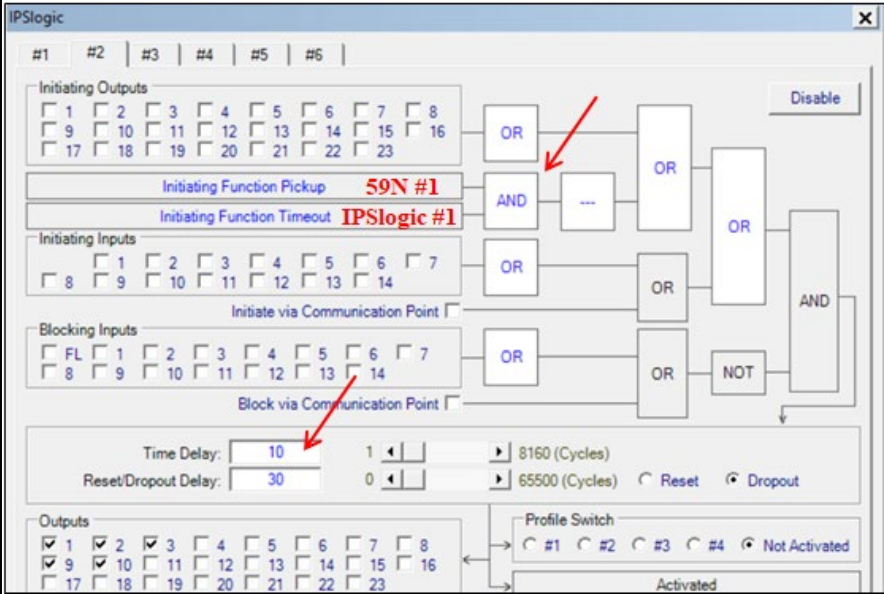 IPSlogic
#1 #2 #3 #4 #5 #6
Disable
Initiating Outputs
1 2 3 4 5 6 7 8
9 10 11 12 13 14 15 16
17 18 19 20 21 22 23
OR
OR
Initiating Function Pickup 59N #1
Initiating Function Timeout IPSlogic #1
AND
---
OR
Initiating Inputs
1 2 3 4 5 6 7
8 9 10 11 12 13 14
OR
OR
Initiate via Communication Point
AND
Blocking Inputs
FL 1 2 3 4 5 6 7
8 9 10 11 12 13 14
OR
OR
NOT
Block via Communication Point
Time Delay: 10 1 8160 (Cycles)
Reset/Dropout Delay: 30 0 65500 (Cycles) Reset Dropout
Outputs
1 2 3 4 5 6 7 8
9 10 11 12 13 14 15 16
17 18 19 20 21 22 23
Profile Switch
#1 #2 #3 #4 Not Activated
Activated